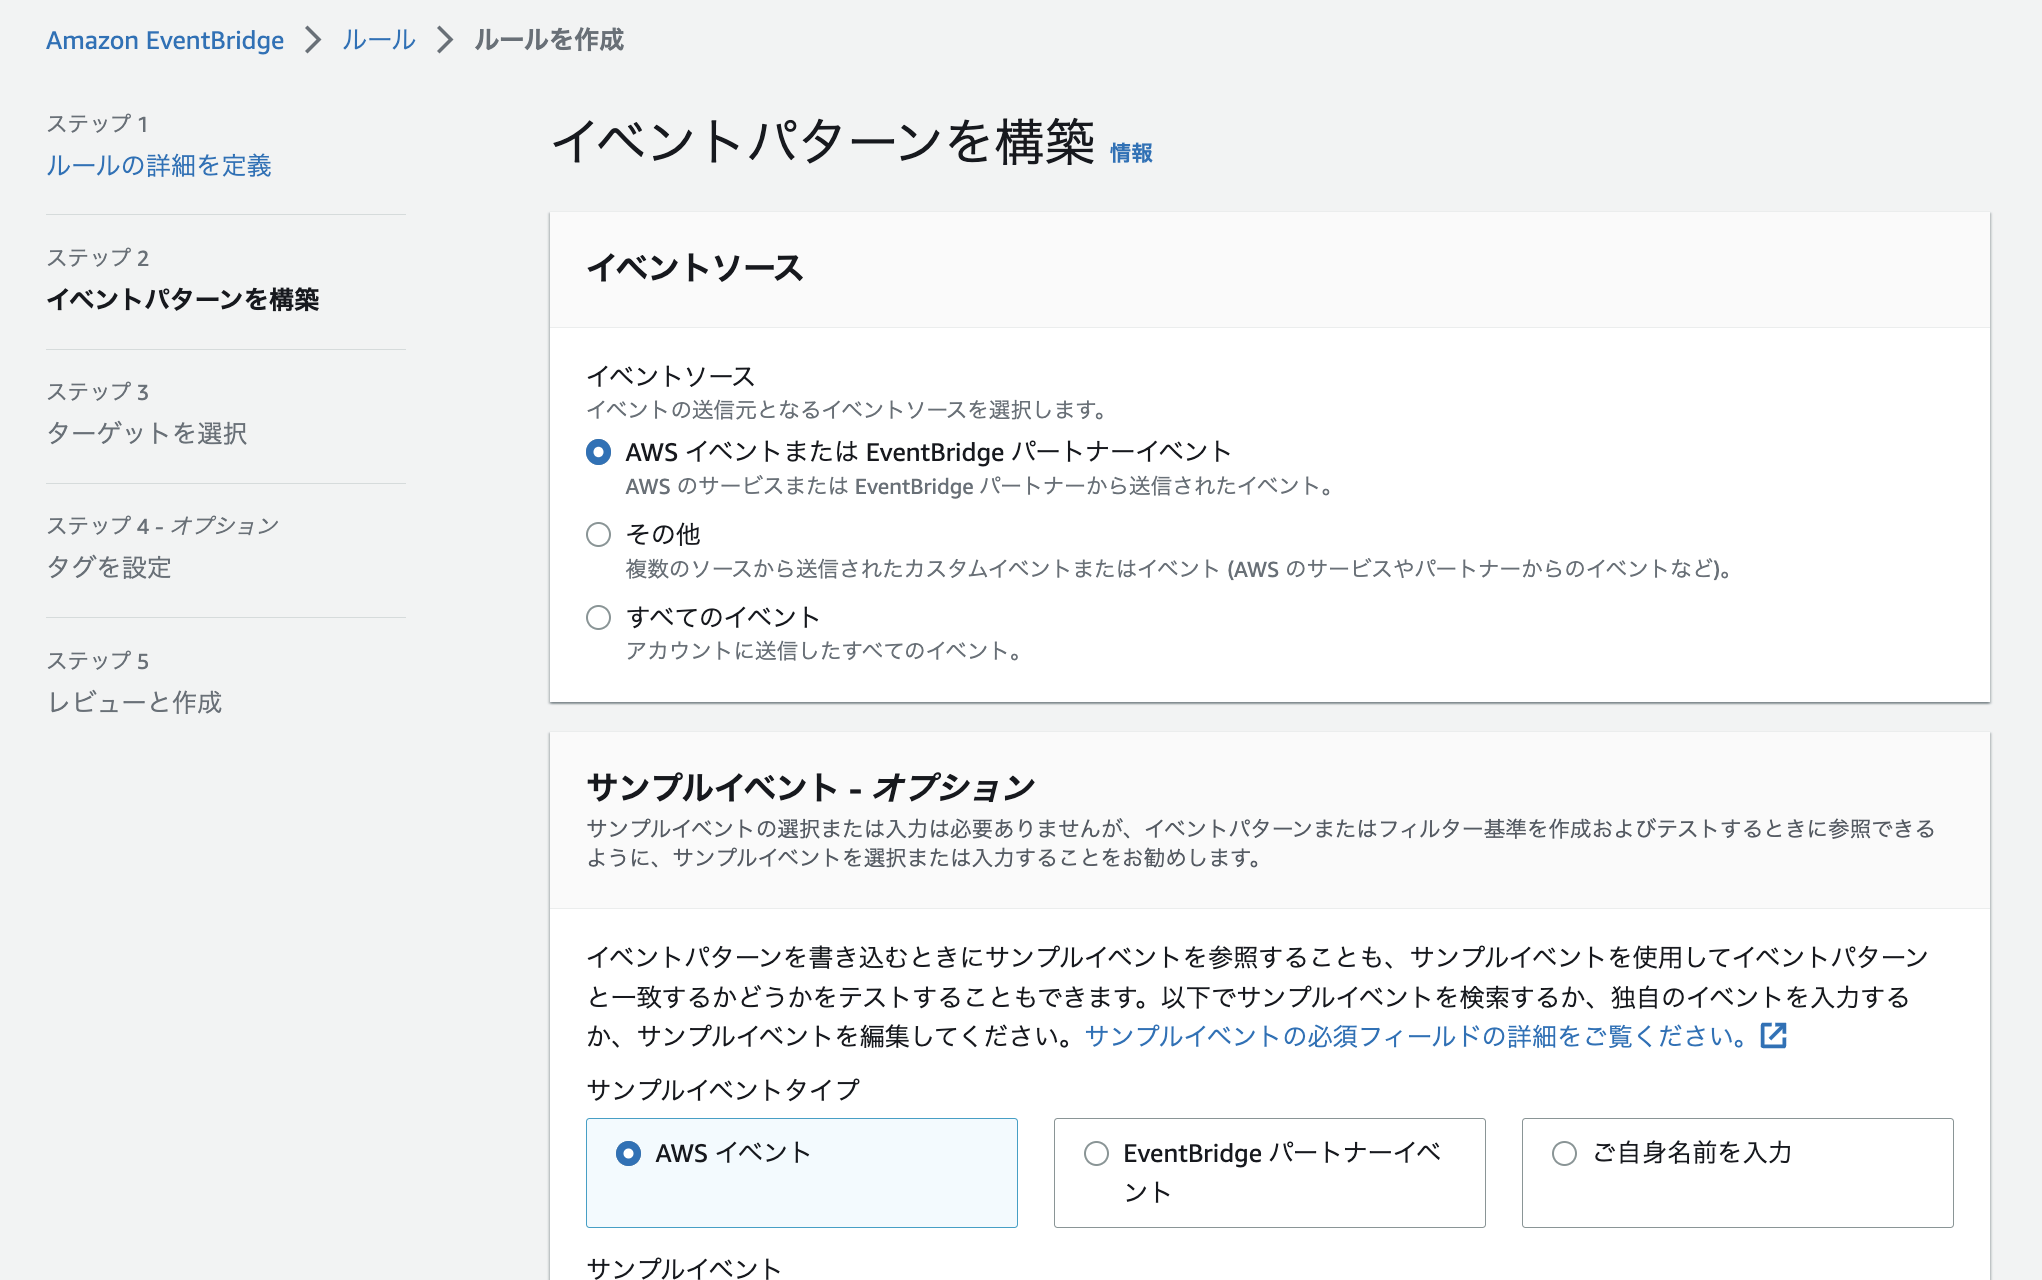 Amazon EventBridge > ルール > ルールを作成
ステップ 1
ルールの詳細を定義
ステップ 2
イベントパターンを構築
ステップ 3
ターゲットを選択
ステップ 4 - オプション
タグを設定
ステップ 5
レビューと作成
イベントパターンを構築 情報
イベントソース
イベントソース
イベントの送信元となるイベントソースを選択します。
AWS イベントまたは EventBridge パートナーイベント
AWS のサービスまたは EventBridge パートナーから送信されたイベント。
その他
複数のソースから送信されたカスタムイベントまたはイベント (AWS のサービスやパートナーからのイベントなど)。
すべてのイベント
アカウントに送信したすべてのイベント。
サンプルイベント - オプション
サンプルイベントの選択または入力は必要ありませんが、イベントパターンまたはフィルター基準を作成およびテストするときに参照できる
ように、サンプルイベントを選択または入力することをお勧めします。
イベントパターンを書き込むときにサンプルイベントを参照することも、サンプルイベントを使用してイベントパターン
と一致するかどうかをテストすることもできます。以下でサンプルイベントを検索するか、独自のイベントを入力する
か、サンプルイベントを編集してください。サンプルイベントの必須フィールドの詳細をご覧ください。
サンプルイベントタイプ
AWS イベント
EventBridge パートナーイベ
ント
ご自身名前を入力
サンプルイベント